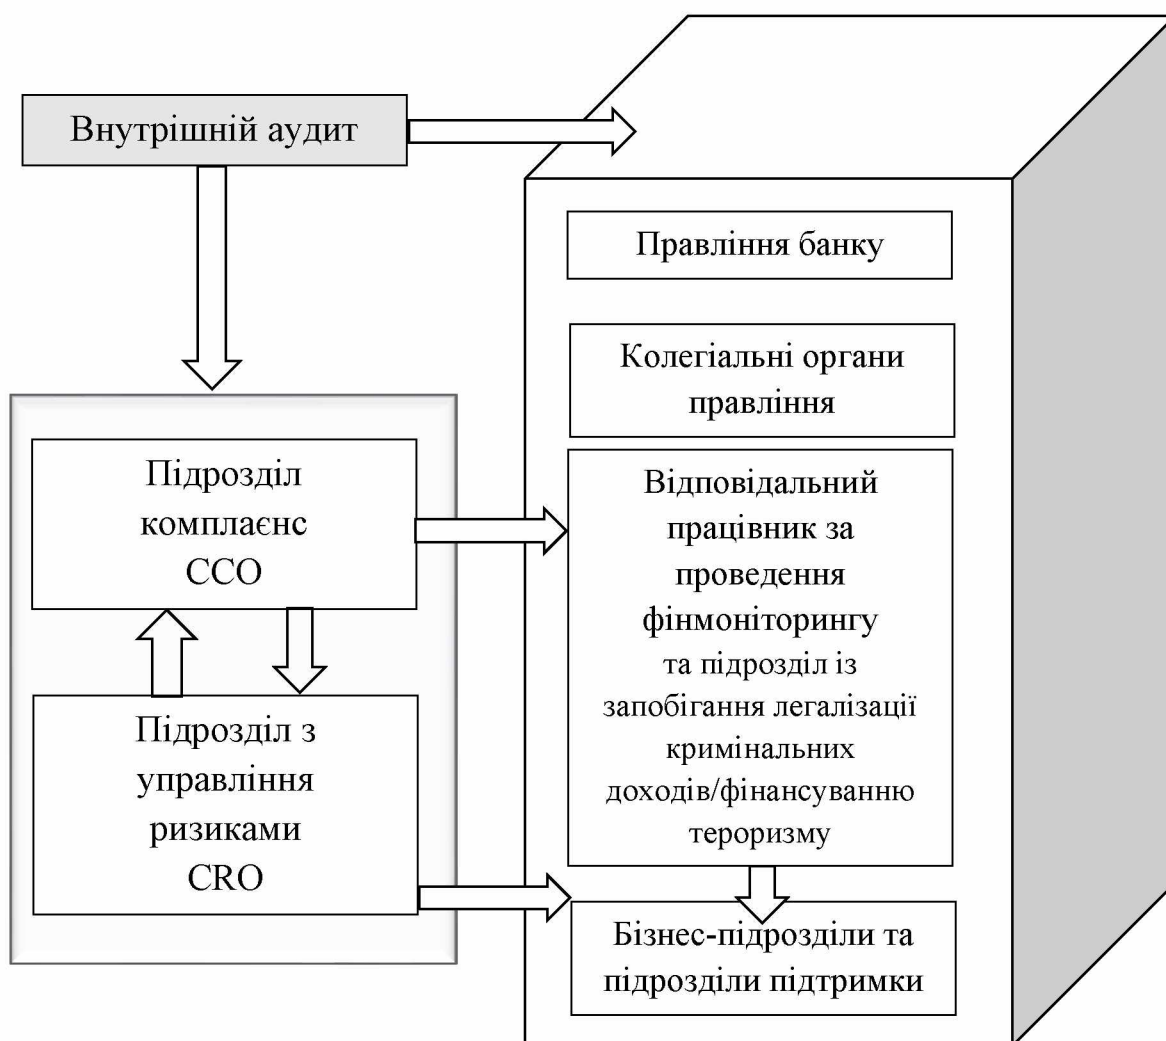 Внутрішній аудит
Правління банку
Колегіальні органи
правління
Підрозділ
комплаєнс
ССО
Відповідальний
працівник за
проведення
фінмоніторингу
та підрозділ із
запобігання легалізації
кримінальних
доходів/фінансуванню
тероризму
Підрозділ з
управління
ризиками
CRO
Бізнес-підрозділи та
підрозділи підтримки